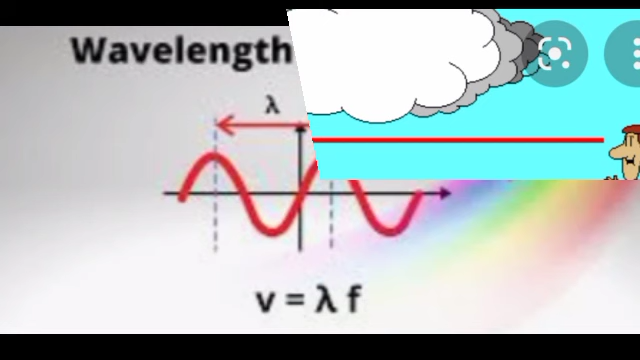 Wavelength
λ
v = λ f